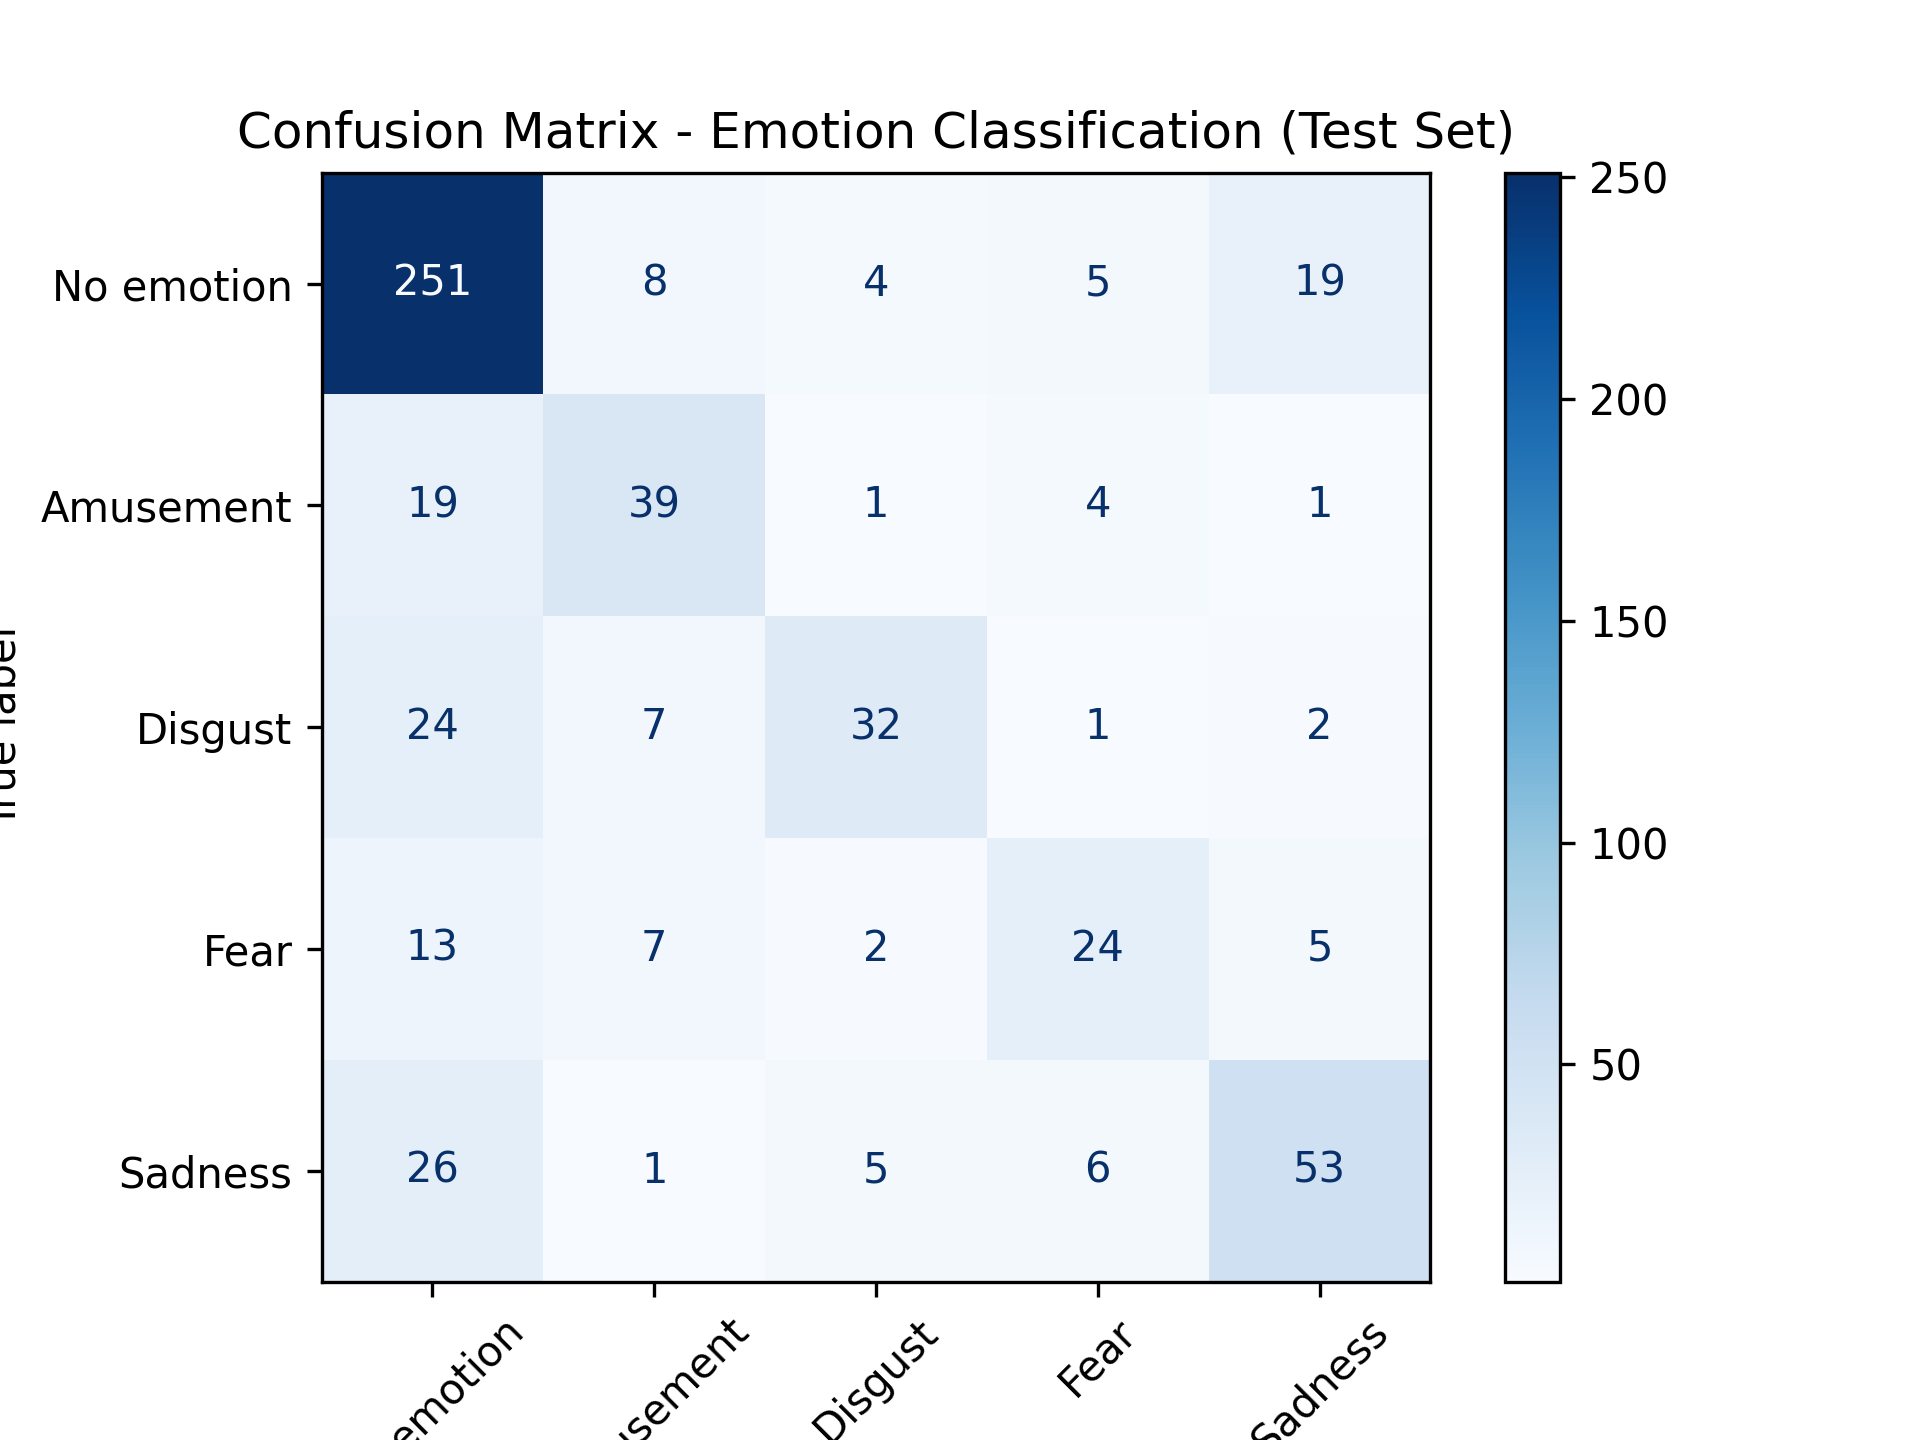 Confusion Matrix - Emotion Classification (Test Set)
250
No emotion 251 8 4 5 19
200
Amusement 19 39 1 4 1
150
True label
Disgust 24 7 32 1 2
100
Fear 13 7 2 24 5
50
Sadness 26 1 5 6 53
emotion usement Disgust Fear Sadness